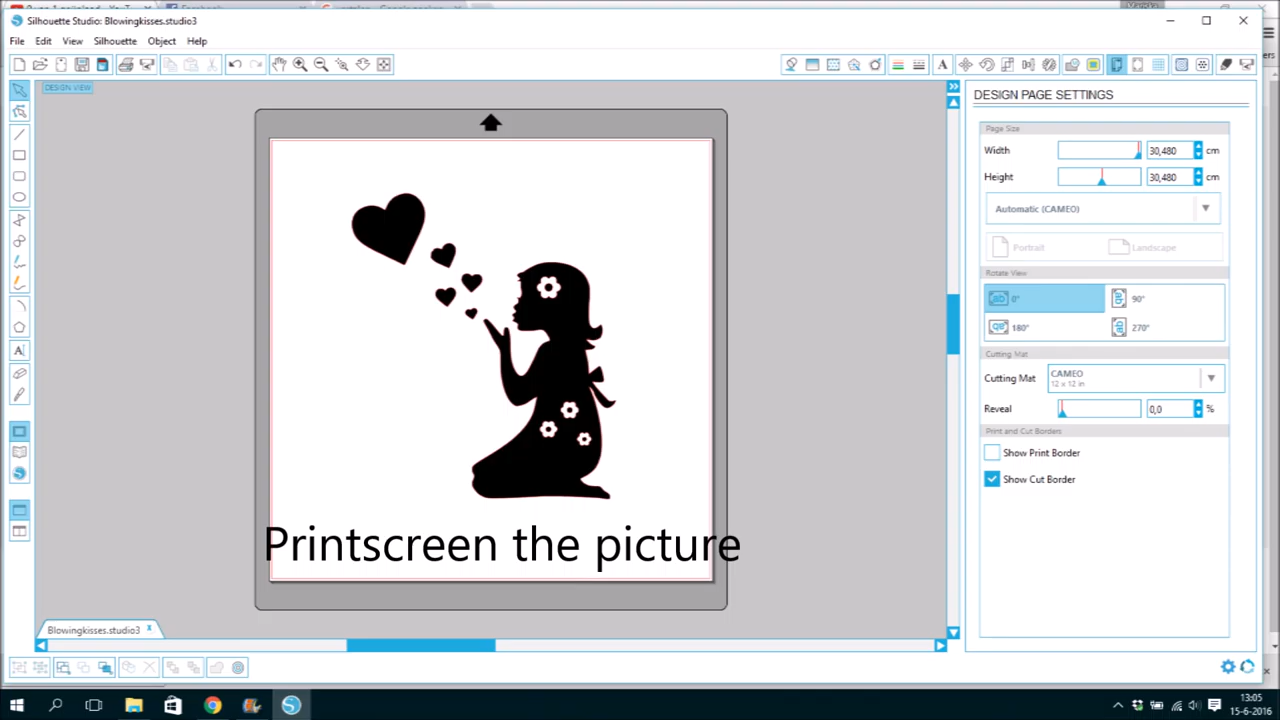 Silhouette Studio: Blowingkisses.studio3
File Edit View Silhouette Object Help
DESIGN VIEW
DESIGN PAGE SETTINGS
Page Size
Width 30,480 cm
Height 30,480 cm
Automatic (CAMEO)
Portrait Landscape
Rotate View
0° 90°
180° 270°
Cutting Mat
Cutting Mat CAMEO
12 x 12 in
Reveal 0,0 %
Print and Cut Borders
Show Print Border
Show Cut Border
Printscreen the picture
Blowingkisses.studio3
13:05
15-6-2016